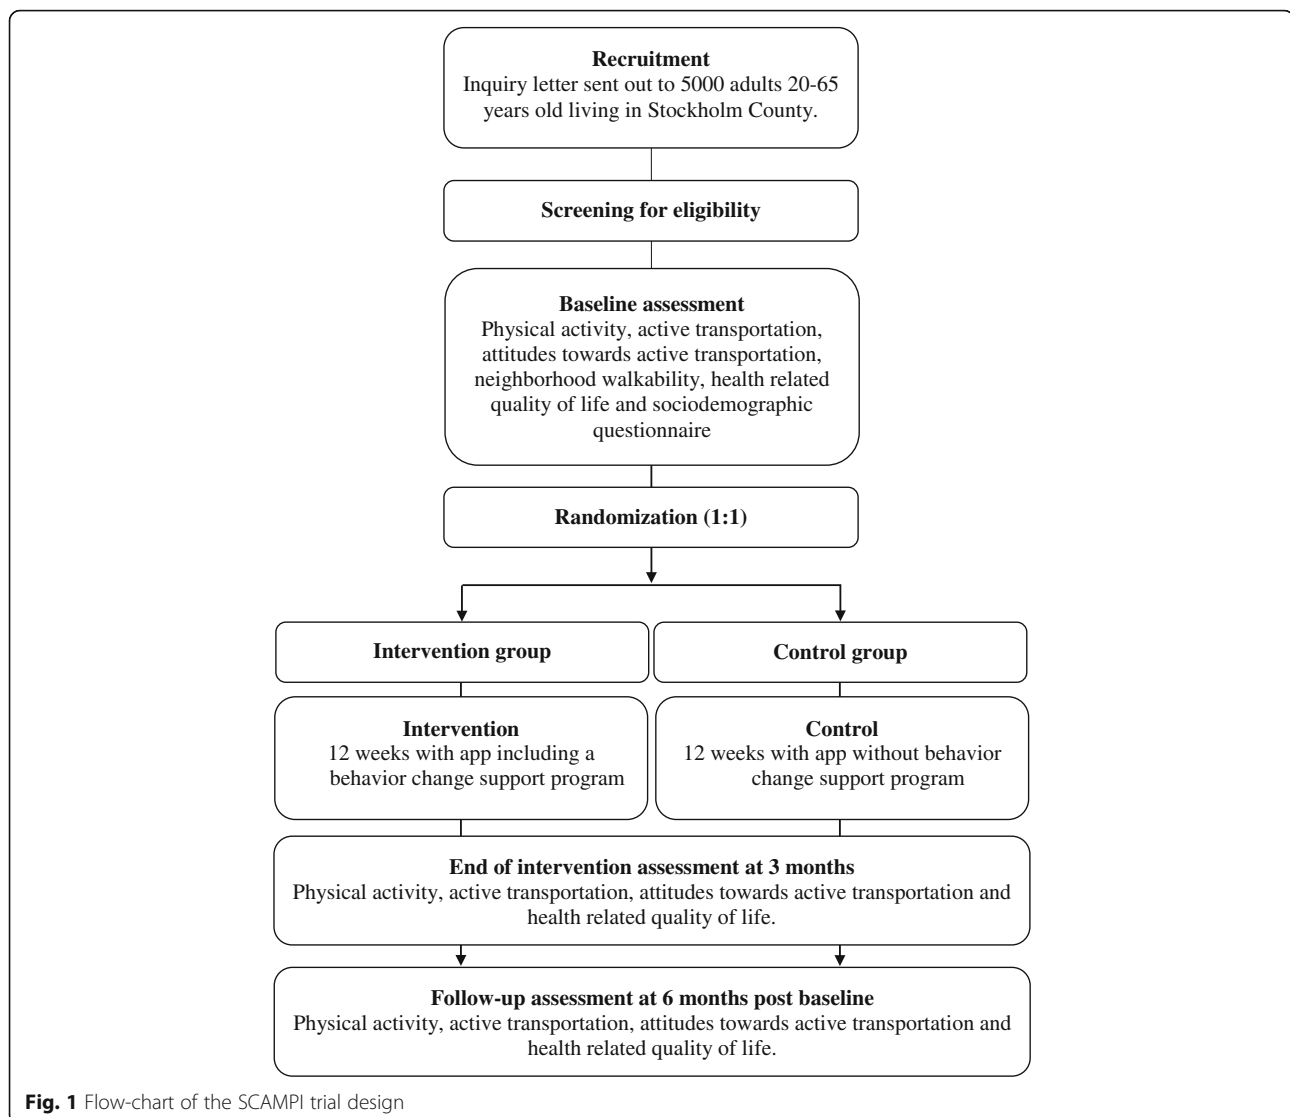 Recruitment
Inquiry letter sent out to 5000 adults 20-65
years old living in Stockholm County.
Screening for eligibility
Baseline assessment
Physical activity, active transportation,
attitudes towards active transportation,
neighborhood walkability, health related
quality of life and sociodemographic
questionnaire
Randomization (1:1)
Intervention group
Control group
Intervention
12 weeks with app including a
behavior change support program
Control
12 weeks with app without behavior
change support program
End of intervention assessment at 3 months
Physical activity, active transportation, attitudes towards active transportation and
health related quality of life.
Follow-up assessment at 6 months post baseline
Physical activity, active transportation, attitudes towards active transportation and
health related quality of life.
Fig. 1 Flow-chart of the SCAMPI trial design